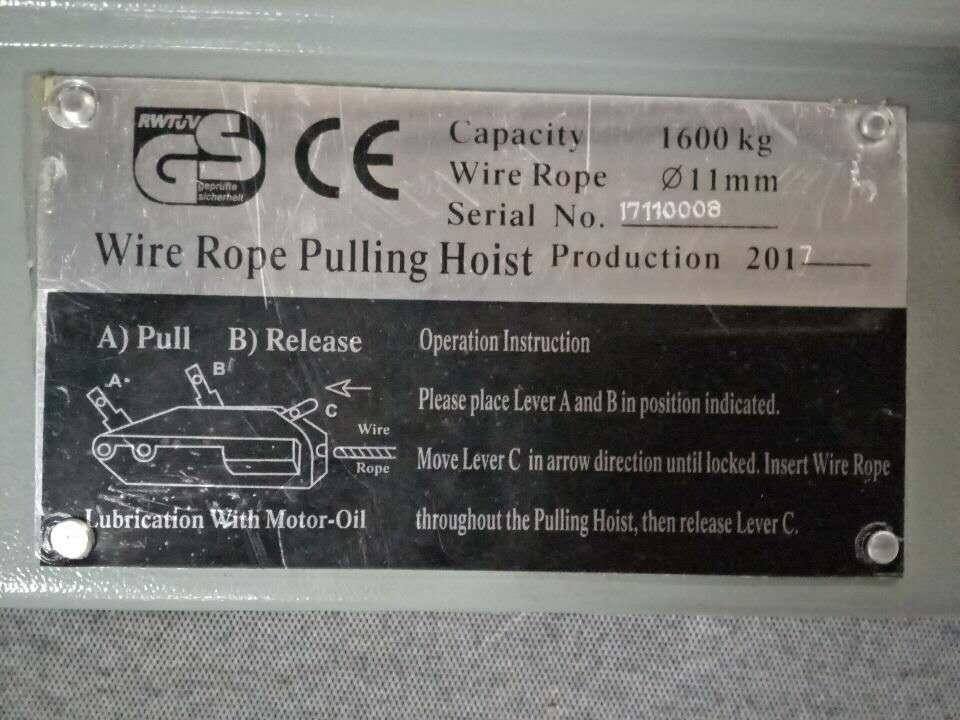 RWTÜV
GS
geprüfte
sicherheit
CE
Capacity 1600 kg
Wire Rope Ø11mm
Serial No. 17110008
Wire Rope Pulling Hoist Production 2017
A) Pull B) Release
A
B
C
Wire
Rope
Lubrication With Motor-Oil
Operation Instruction
Please place Lever A and B in position indicated.
Move Lever C in arrow direction until locked. Insert Wire Rope
throughout the Pulling Hoist, then release Lever C.